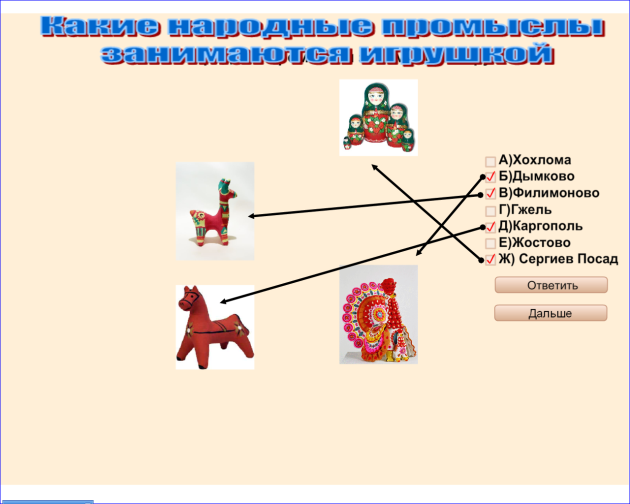 Какие народные промыслы
занимаются игрушкой
А)Хохлома
Б)Дымково
В)Филимоново
Г)Гжель
Д)Каргополь
Е)Жостово
Ж) Сергиев Посад
Ответить
Дальше